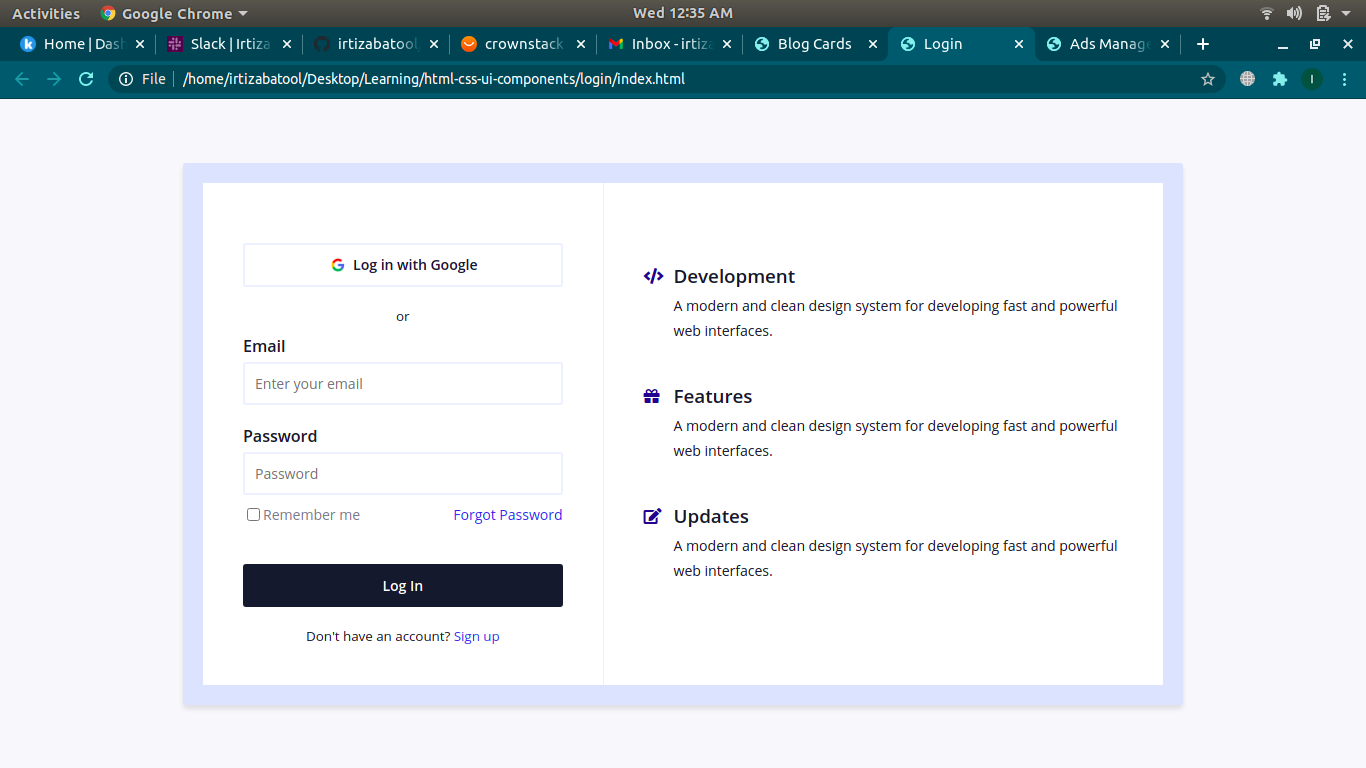 Activities
Google Chrome
Wed 12:35 AM
Home | Dash
Slack | Irtiza
irtizabatool
crownstack
Inbox - irtiza
Blog Cards
Login
Ads Manage
File
/home/irtizabatool/Desktop/Learning/html-css-ui-components/login/index.html
I
Log in with Google
or
Email
Enter your email
Password
Password
Remember me
Forgot Password
Log In
Don't have an account? Sign up
Development
A modern and clean design system for developing fast and powerful
web interfaces.
Features
A modern and clean design system for developing fast and powerful
web interfaces.
Updates
A modern and clean design system for developing fast and powerful
web interfaces.